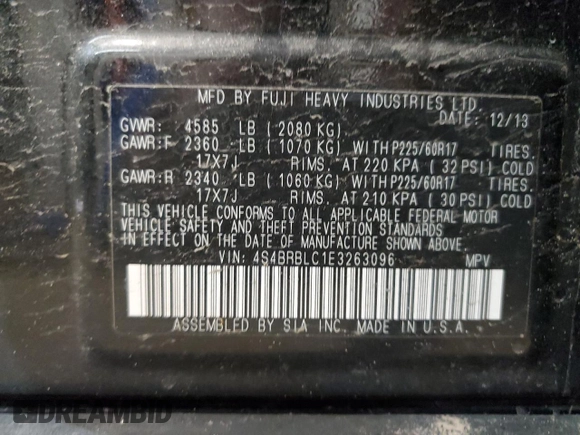 MFD BY FUJI HEAVY INDUSTRIES LTD.
DATE: 12/13
GVWR: 4585 LB ( 2080 KG)
GAWR:F 2360 LB ( 1070 KG) WITH P225/60R17 TIRES,
17X7J RIMS, AT 220 KPA ( 32 PSI) COLD
GAWR:R 2340 LB ( 1060 KG) WITH P225/60R17 TIRES,
17X7J RIMS, AT 210 KPA ( 30 PSI) COLD
THIS VEHICLE CONFORMS TO ALL APPLICABLE FEDERAL MOTOR
VEHICLE SAFETY AND THEFT PREVENTION STANDARDS
IN EFFECT ON THE DATE OF MANUFACTURE SHOWN ABOVE.
VIN: 4S4BRBLC1E3263096 MPV
ASSEMBLED BY SIA INC. MADE IN U.S.A.
DREAMBID